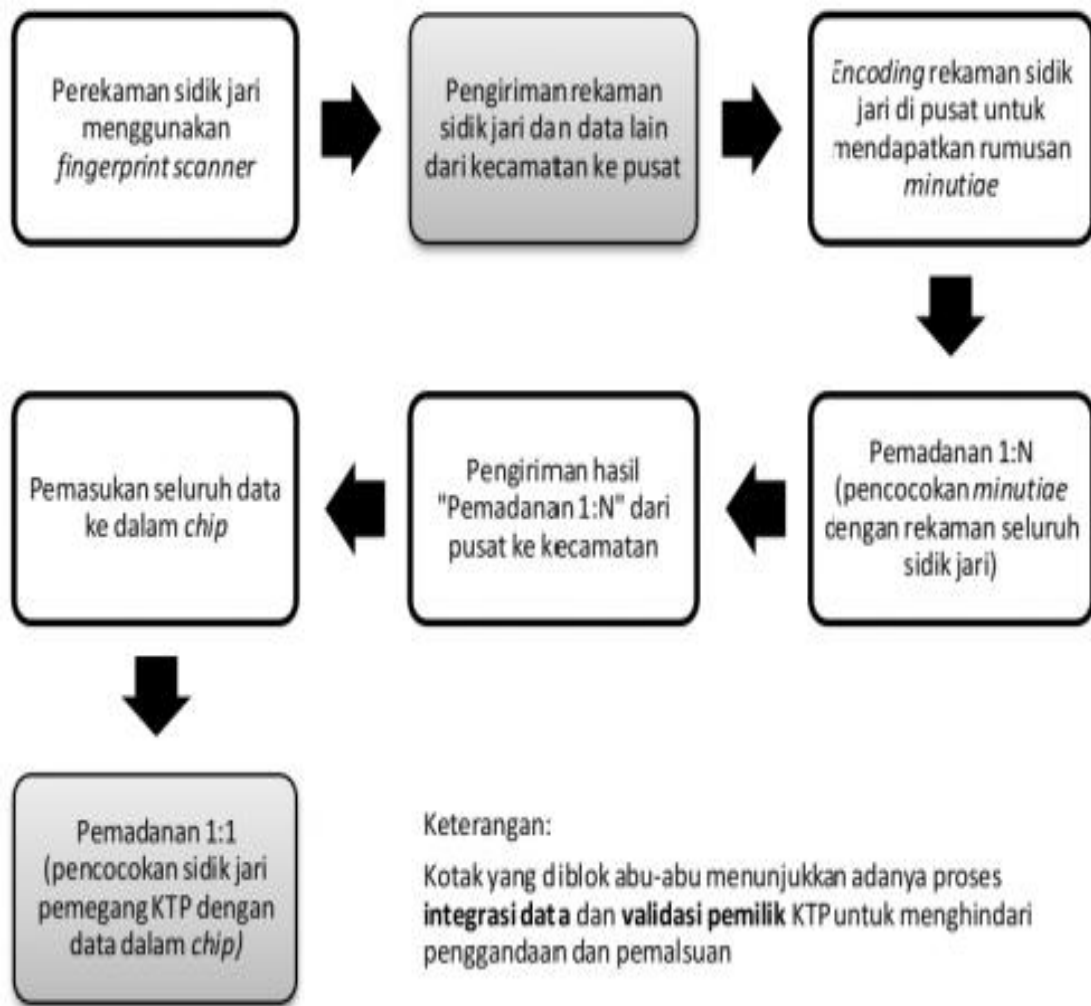 Perekaman sidik jari
menggunakan
fingerprint scanner
Pengiriman rekaman
sidik jari dan data lain
dari kecamatan ke pusat
Encoding rekaman sidik
jari di pusat untuk
mendapatkan rumusan
minutiae
Pemadanan 1:N
(pencocokan minutiae
dengan rekaman seluruh
sidik jari)
Pengiriman hasil
"Pemadanan 1:N" dari
pusat ke kecamatan
Pemasukan seluruh data
ke dalam chip
Pemadanan 1:1
(pencocokan sidik jari
pemegang KTP dengan
data dalam chip)
Keterangan:
Kotak yang diblok abu-abu menunjukkan adanya proses
integrasi data dan validasi pemilik KTP untuk menghindari
penggandaan dan pemalsuan